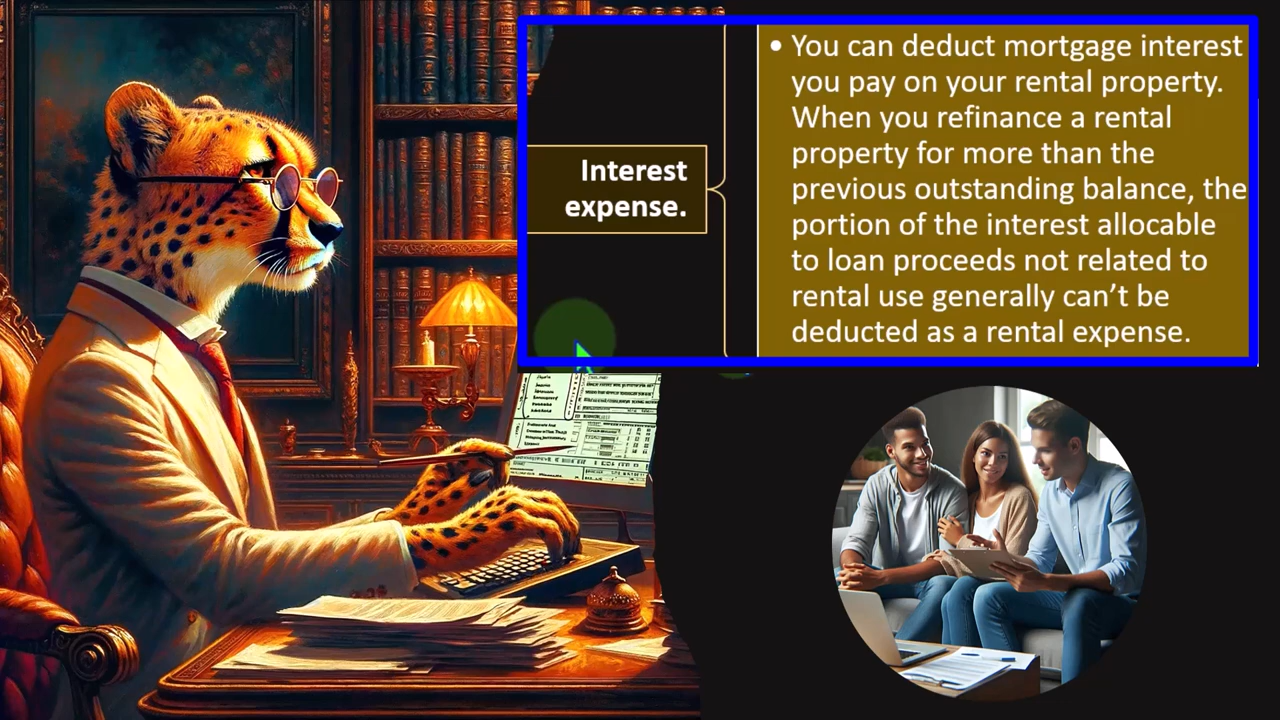 Interest
expense.
• You can deduct mortgage interest
you pay on your rental property.
When you refinance a rental
property for more than the
previous outstanding balance, the
portion of the interest allocable
to loan proceeds not related to
rental use generally can’t be
deducted as a rental expense.